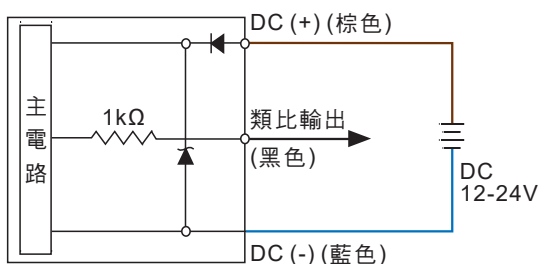 DC (+) (棕色)
主電路
1kΩ
類比輸出
(黑色)
DC
12-24V
DC (-) (藍色)